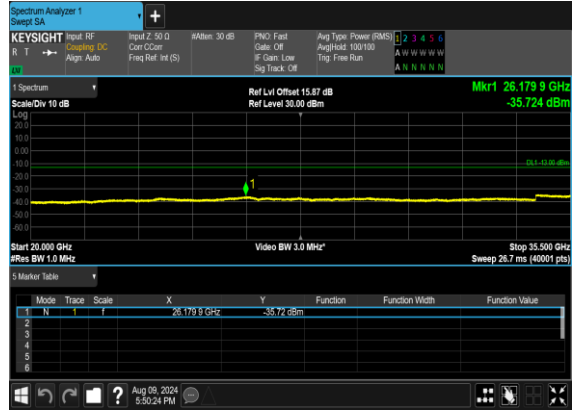 Spectrum Analyzer 1
Swept SA
+
KEYSIGHT Input: RF Input Z: 50 Ω #Atten: 30 dB PNO: Fast Avg Type: Power (RMS) 1 2 3 4 5 6
R T Coupling: DC Corr CCorr Gate: Off Avg|Hold: 100/100 A W W W W W
Align: Auto Freq Ref: Int (S) IF Gain: Low Trig: Free Run
Sig Track: Off A N N N N N
LV
1 Spectrum Ref Lvl Offset 15.87 dB Mkr1 26.179 9 GHz
Scale/Div 10 dB Ref Level 30.00 dBm -35.724 dBm
Log
20.0
10.0
0.00
-10.0
DL1 -13.00 dBm
-20.0
1
-30.0
-40.0
-50.0
-60.0
Start 20.000 GHz Video BW 3.0 MHz* Stop 35.500 GHz
#Res BW 1.0 MHz Sweep 26.7 ms (40001 pts)
5 Marker Table
Mode Trace Scale X Y Function Function Width Function Value
1 N 1 f 26.179 9 GHz -35.72 dBm
2
3
4
5
6
? Aug 09, 2024
5:50:24 PM